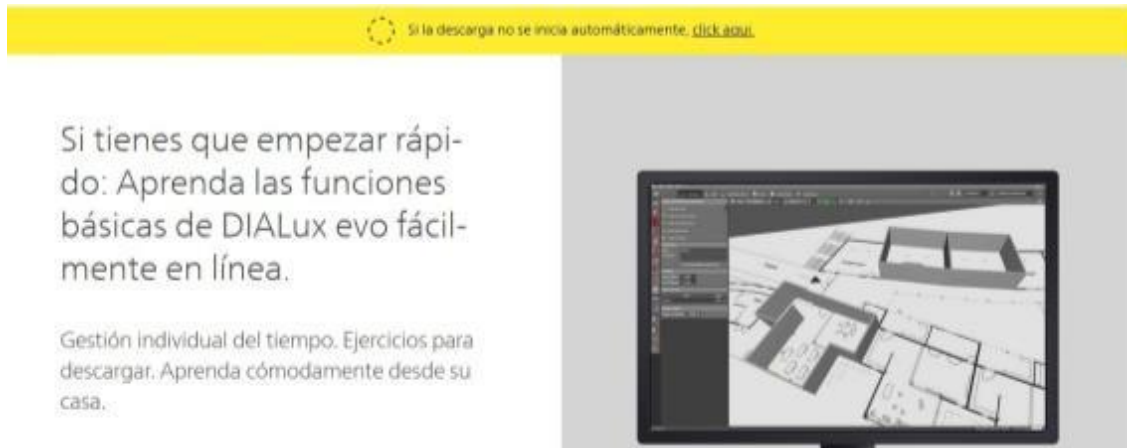 Si la descarga no se inicia automáticamente, click aquí.
Si tienes que empezar rápi-
do: Aprenda las funciones
básicas de DIALux evo fácil-
mente en línea.
Gestión individual del tiempo. Ejercicios para
descargar. Aprenda cómodamente desde su
casa.